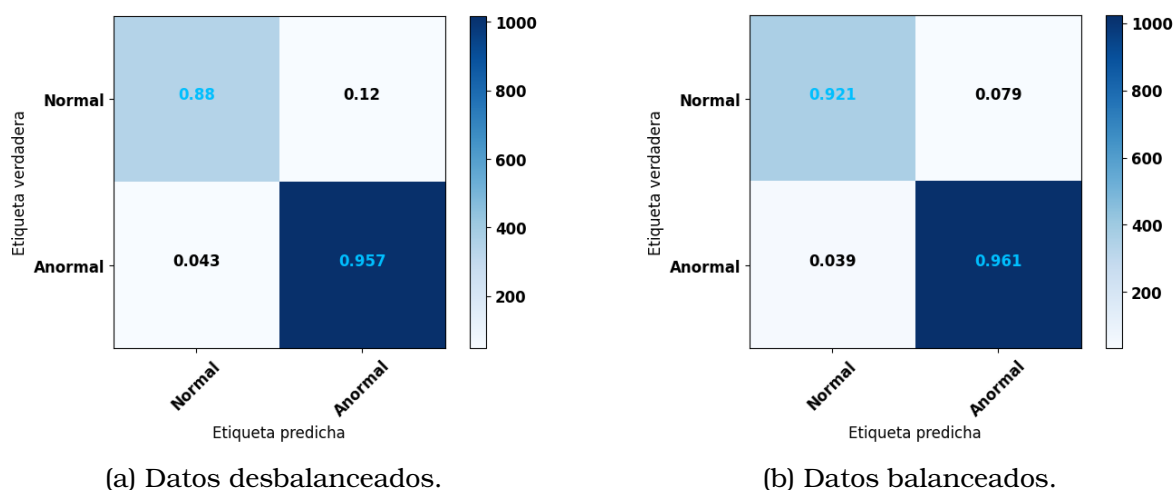 Etiqueta verdadera
Normal
0.88
0.12
Anormal
0.043
0.957
Normal
Anormal
Etiqueta predicha
1000
800
600
400
200
(a) Datos desbalanceados.
Etiqueta verdadera
Normal
0.921
0.079
Anormal
0.039
0.961
Normal
Anormal
Etiqueta predicha
1000
800
600
400
200
(b) Datos balanceados.